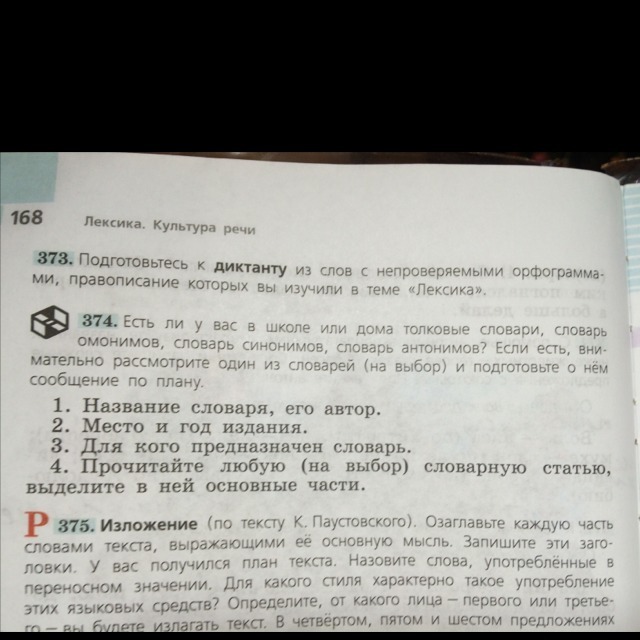 168 Лексика. Культура речи
373. Подготовьтесь к диктанту из слов с непроверяемыми орфограмма-
ми, правописание которых вы изучили в теме «Лексика».
374. Есть ли у вас в школе или дома толковые словари, словарь
омонимов, словарь синонимов, словарь антонимов? Если есть, вни-
мательно рассмотрите один из словарей (на выбор) и подготовьте о нём
сообщение по плану.
1. Название словаря, его автор.
2. Место и год издания.
3. Для кого предназначен словарь.
4. Прочитайте любую (на выбор) словарную статью,
выделите в ней основные части.
Р 375. Изложение (по тексту К. Паустовского). Озаглавьте каждую часть
словами текста, выражающими её основную мысль. Запишите эти заго-
ловки. У вас получился план текста. Назовите слова, употреблённые в
переносном значении. Для какого стиля характерно такое употребление
этих языковых средств? Определите, от какого лица — первого или третье-
го — вы будете излагать текст. В четвёртом, пятом и шестом предложениях